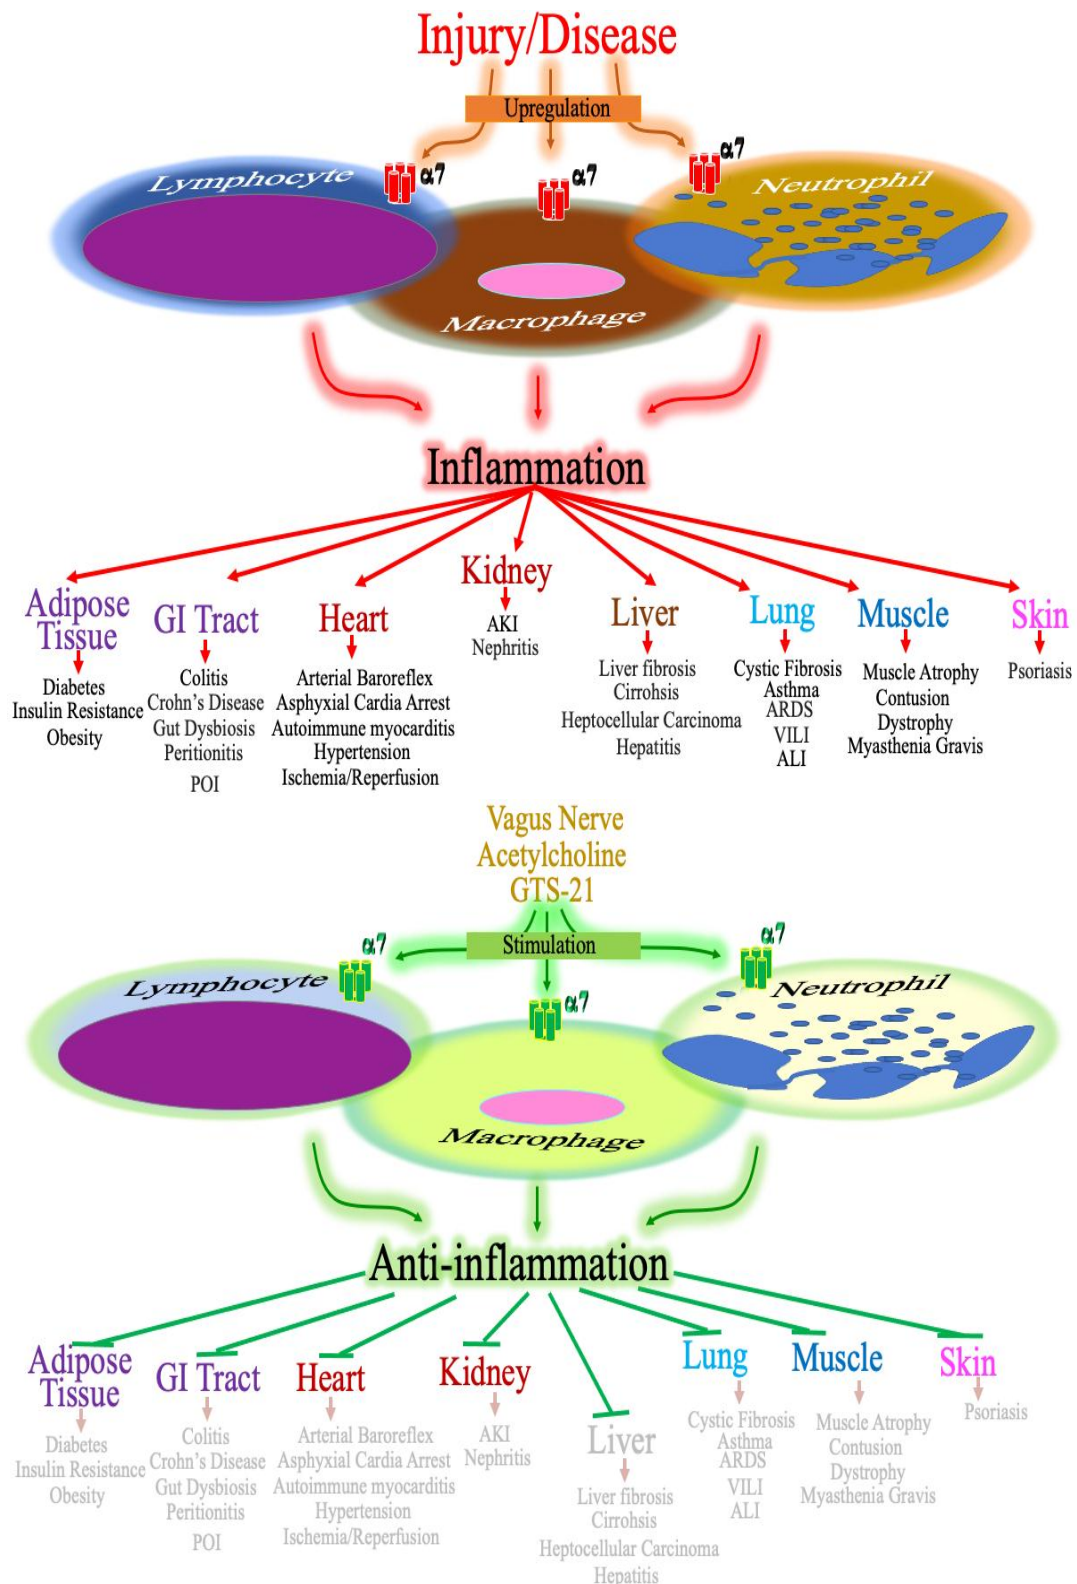 Injury/Disease
Upregulation
α7
α7
α7
Lymphocyte
Neutrophil
Macrophage
Inflammation
Adipose
Tissue
Diabetes
Insulin Resistance
Obesity
GI Tract
Colitis
Crohn's Disease
Gut Dysbiosis
Peritionitis
POI
Heart
Arterial Baroreflex
Asphyxial Cardia Arrest
Autoimmune myocarditis
Hypertension
Ischemia/Reperfusion
Kidney
AKI
Nephritis
Liver
Liver fibrosis
Cirrohsis
Heptocellular Carcinoma
Hepatitis
Lung
Cystic Fibrosis
Asthma
ARDS
VILI
ALI
Muscle
Muscle Atrophy
Contusion
Dystrophy
Myasthenia Gravis
Skin
Psoriasis
Vagus Nerve
Acetylcholine
GTS-21
Stimulation
α7
α7
α7
Lymphocyte
Neutrophil
Macrophage
Anti-inflammation
Adipose
Tissue
Diabetes
Insulin Resistance
Obesity
GI Tract
Colitis
Crohn's Disease
Gut Dysbiosis
Peritionitis
POI
Heart
Arterial Baroreflex
Asphyxial Cardia Arrest
Autoimmune myocarditis
Hypertension
Ischemia/Reperfusion
Kidney
AKI
Nephritis
Liver
Liver fibrosis
Cirrohsis
Heptocellular Carcinoma
Hepatitis
Lung
Cystic Fibrosis
Asthma
ARDS
VILI
ALI
Muscle
Muscle Atrophy
Contusion
Dystrophy
Myasthenia Gravis
Skin
Psoriasis